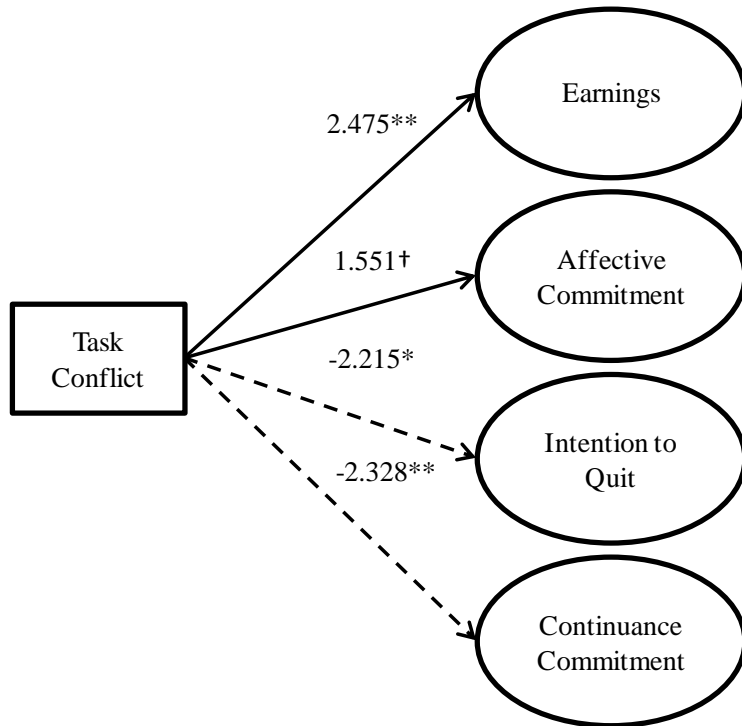 Earnings
2.475**
1.551†
Affective
Commitment
Task
Conflict
-2.215*
Intention to
Quit
-2.328**
Continuance
Commitment